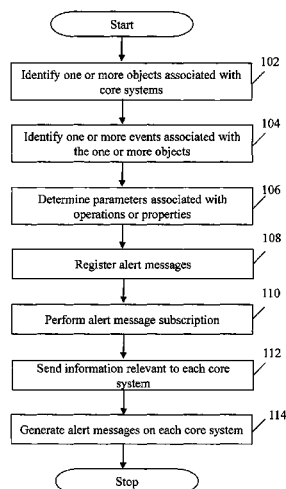 Start
102
Identify one or more objects associated with
core systems
104
Identify one or more events associated with
the one or more objects
106
Determine parameters associated with
operations or properties
108
Register alert messages
110
Perform alert message subscription
112
Send information relevant to each core
system
114
Generate alert messages on each core system
Stop